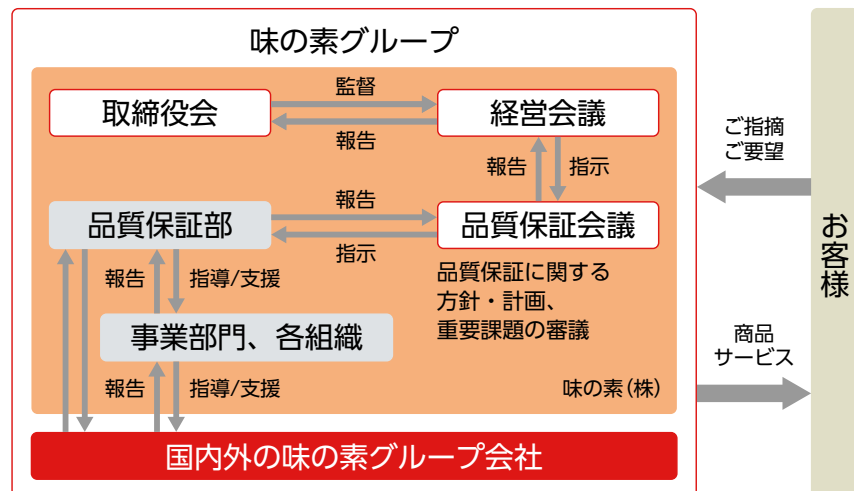 味の素グループ
取締役会
監督
報告
経営会議
報告
指示
品質保証部
報告
指示
品質保証会議
品質保証に関する
方針・計画、
重要課題の審議
報告
指導/支援
事業部門、各組織
報告
指導/支援
味の素(株)
国内外の味の素グループ会社
ご指摘
ご要望
商品
サービス
お客様